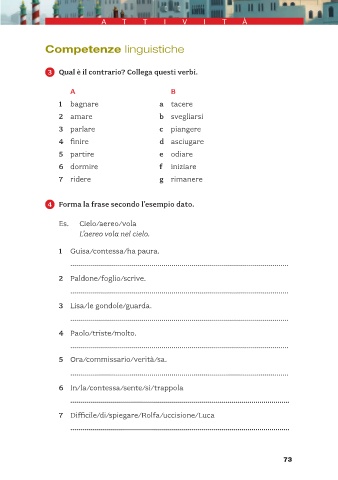 ATTIVITÀ
Competenze linguistiche
3 Qual è il contrario? Collega questi verbi.
A B
1 bagnare a tacere
2 amare b svegliarsi
3 parlare c piangere
4 finire d asciugare
5 partire e odiare
6 dormire f iniziare
7 ridere g rimanere
4 Forma la frase secondo l'esempio dato.
Es. Cielo/aereo/vola
L'aereo vola nel cielo.
1 Guisa/contessa/ha paura.
2 Paldone/foglio/scrive.
3 Lisa/le gondole/guarda.
4 Paolo/triste/molto.
5 Ora/commissario/verità/sa.
6 In/la/contessa/sente/si/trappola
7 Difficile/di/spiegare/Rolfa/uccisione/Luca
73